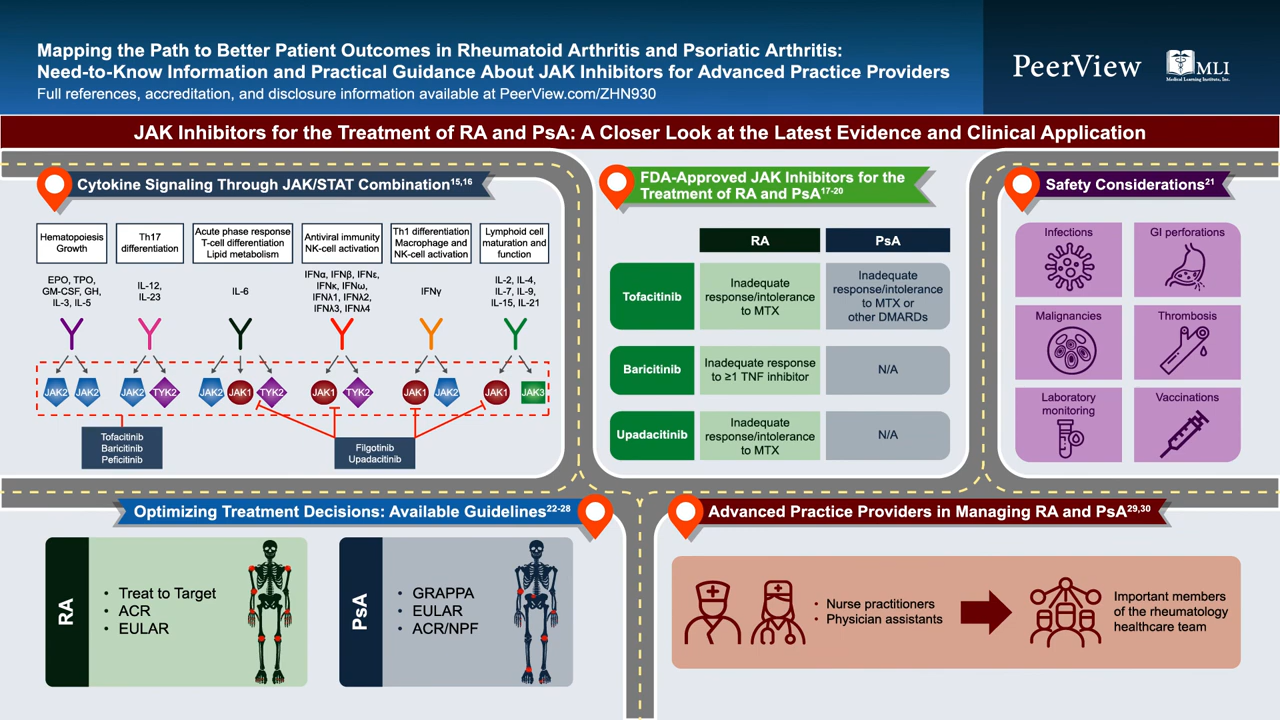 Mapping the Path to Better Patient Outcomes in Rheumatoid Arthritis and Psoriatic Arthritis:
Need-to-Know Information and Practical Guidance About JAK Inhibitors for Advanced Practice Providers
Full references, accreditation, and disclosure information available at PeerView.com/ZHN930
PeerView
MLI
Medical Learning Institute, Inc.
JAK Inhibitors for the Treatment of RA and PsA: A Closer Look at the Latest Evidence and Clinical Application
Cytokine Signaling Through JAK/STAT Combination15,16
Hematopoiesis
Growth
Th17
differentiation
Acute phase response
T-cell differentiation
Lipid metabolism
Antiviral immunity
NK-cell activation
Th1 differentiation
Macrophage and
NK-cell activation
Lymphoid cell
maturation and
function
EPO, TPO,
GM-CSF, GH,
IL-3, IL-5
IL-12,
IL-23
IL-6
IFNα, IFNβ, IFNε,
IFNκ, IFNω,
IFNλ1, IFNλ2,
IFNλ3, IFNλ4
IFNγ
IL-2, IL-4,
IL-7, IL-9,
IL-15, IL-21
JAK2 JAK2 JAK2 TYK2 JAK2 JAK1 TYK2 JAK1 TYK2 JAK1 JAK2 JAK1 JAK3
Tofacitinib
Baricitinib
Peficitinib
Filgotinib
Upadacitinib
FDA-Approved JAK Inhibitors for the
Treatment of RA and PsA17-20
RA PsA
Tofacitinib
Inadequate
response/intolerance
to MTX
Inadequate
response/intolerance
to MTX or
other DMARDs
Baricitinib
Inadequate response
to ≥1 TNF inhibitor
N/A
Upadacitinib
Inadequate
response/intolerance
to MTX
N/A
Safety Considerations21
Infections
GI perforations
Malignancies
Thrombosis
Laboratory
monitoring
Vaccinations
Optimizing Treatment Decisions: Available Guidelines22-28
RA
• Treat to Target
• ACR
• EULAR
PsA
• GRAPPA
• EULAR
• ACR/NPF
Advanced Practice Providers in Managing RA and PsA29,30
• Nurse practitioners
• Physician assistants
Important members
of the rheumatology
healthcare team